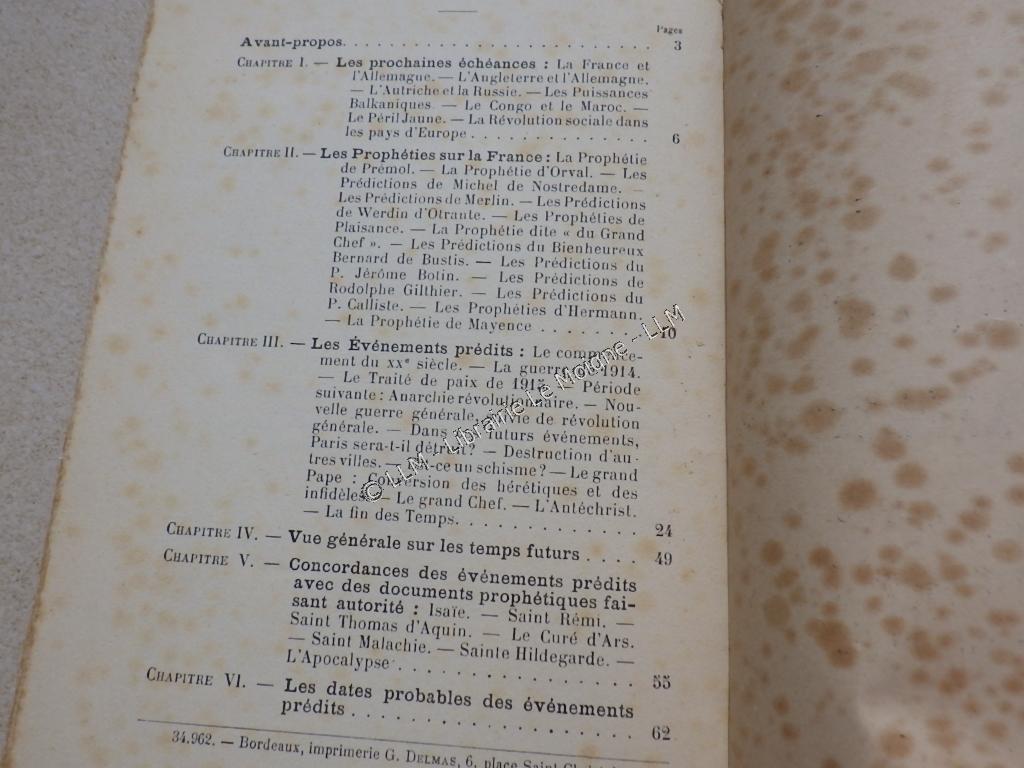 Pages
Avant-propos. . . . . . . . . . . . . . . . . . . . . . . . . . 3
CHAPITRE I. — Les prochaines échéances : La France et
l'Allemagne. — L'Angleterre et l'Allemagne.
— L'Autriche et la Russie. — Les Puissances
Balkaniques. — Le Congo et le Maroc. —
Le Péril Jaune. — La Révolution sociale dans
les pays d'Europe . . . . . . . . . . . . . . . 6
CHAPITRE II. — Les Prophéties sur la France : La Prophétie
de Prémol. — La Prophétie d'Orval. — Les
Prédictions de Michel de Nostredame. —
Les Prédictions de Merlin. — Les Prédictions
de Werdin d'Otrante. — Les Prophéties de
Plaisance. — La Prophétie dite « du Grand
Chef ». — Les Prédictions du Bienheureux
Bernard de Bustis. — Les Prédictions du
P. Jérôme Botin. — Les Prédictions de
Rodolphe Gilthier. — Les Prédictions du
P. Calliste. — Les Prophéties d'Hermann.
— La Prophétie de Mayence . . . . . . . . 10
CHAPITRE III. — Les Événements prédits : Le commence-
ment du XXe siècle. — La guerre de 1914.
— Le Traité de paix de — Période
suivante : Anarchie révolutionnaire. — Nou-
velle guerre générale, suivie de révolution
générale. — Dans les futurs événements,
Paris sera-t-il détruit ? — Destruction d'au-
tres villes. — un schisme ? — Le grand
Pape : Conversion des hérétiques et des
infidèles. — Le grand Chef. — L'Antéchrist.
— La fin des Temps. . . . . . . . . . . . . . 24
CHAPITRE IV. — Vue générale sur les temps futurs . . . . 49
CHAPITRE V. — Concordances des événements prédits
avec des documents prophétiques fai-
sant autorité : Isaïe. — Saint Rémi. —
Saint Thomas d'Aquin. — Le Curé d'Ars.
— Saint Malachie. — Sainte Hildegarde. —
L'Apocalypse . . . . . . . . . . . . . . . . . 55
CHAPITRE VI. — Les dates probables des événements
prédits . . . . . . . . . . . . . . . . . . . . 62
34.962. — Bordeaux, imprimerie G. DELMAS, 6, place
© LLM - Librairie Le Moïone - LLM